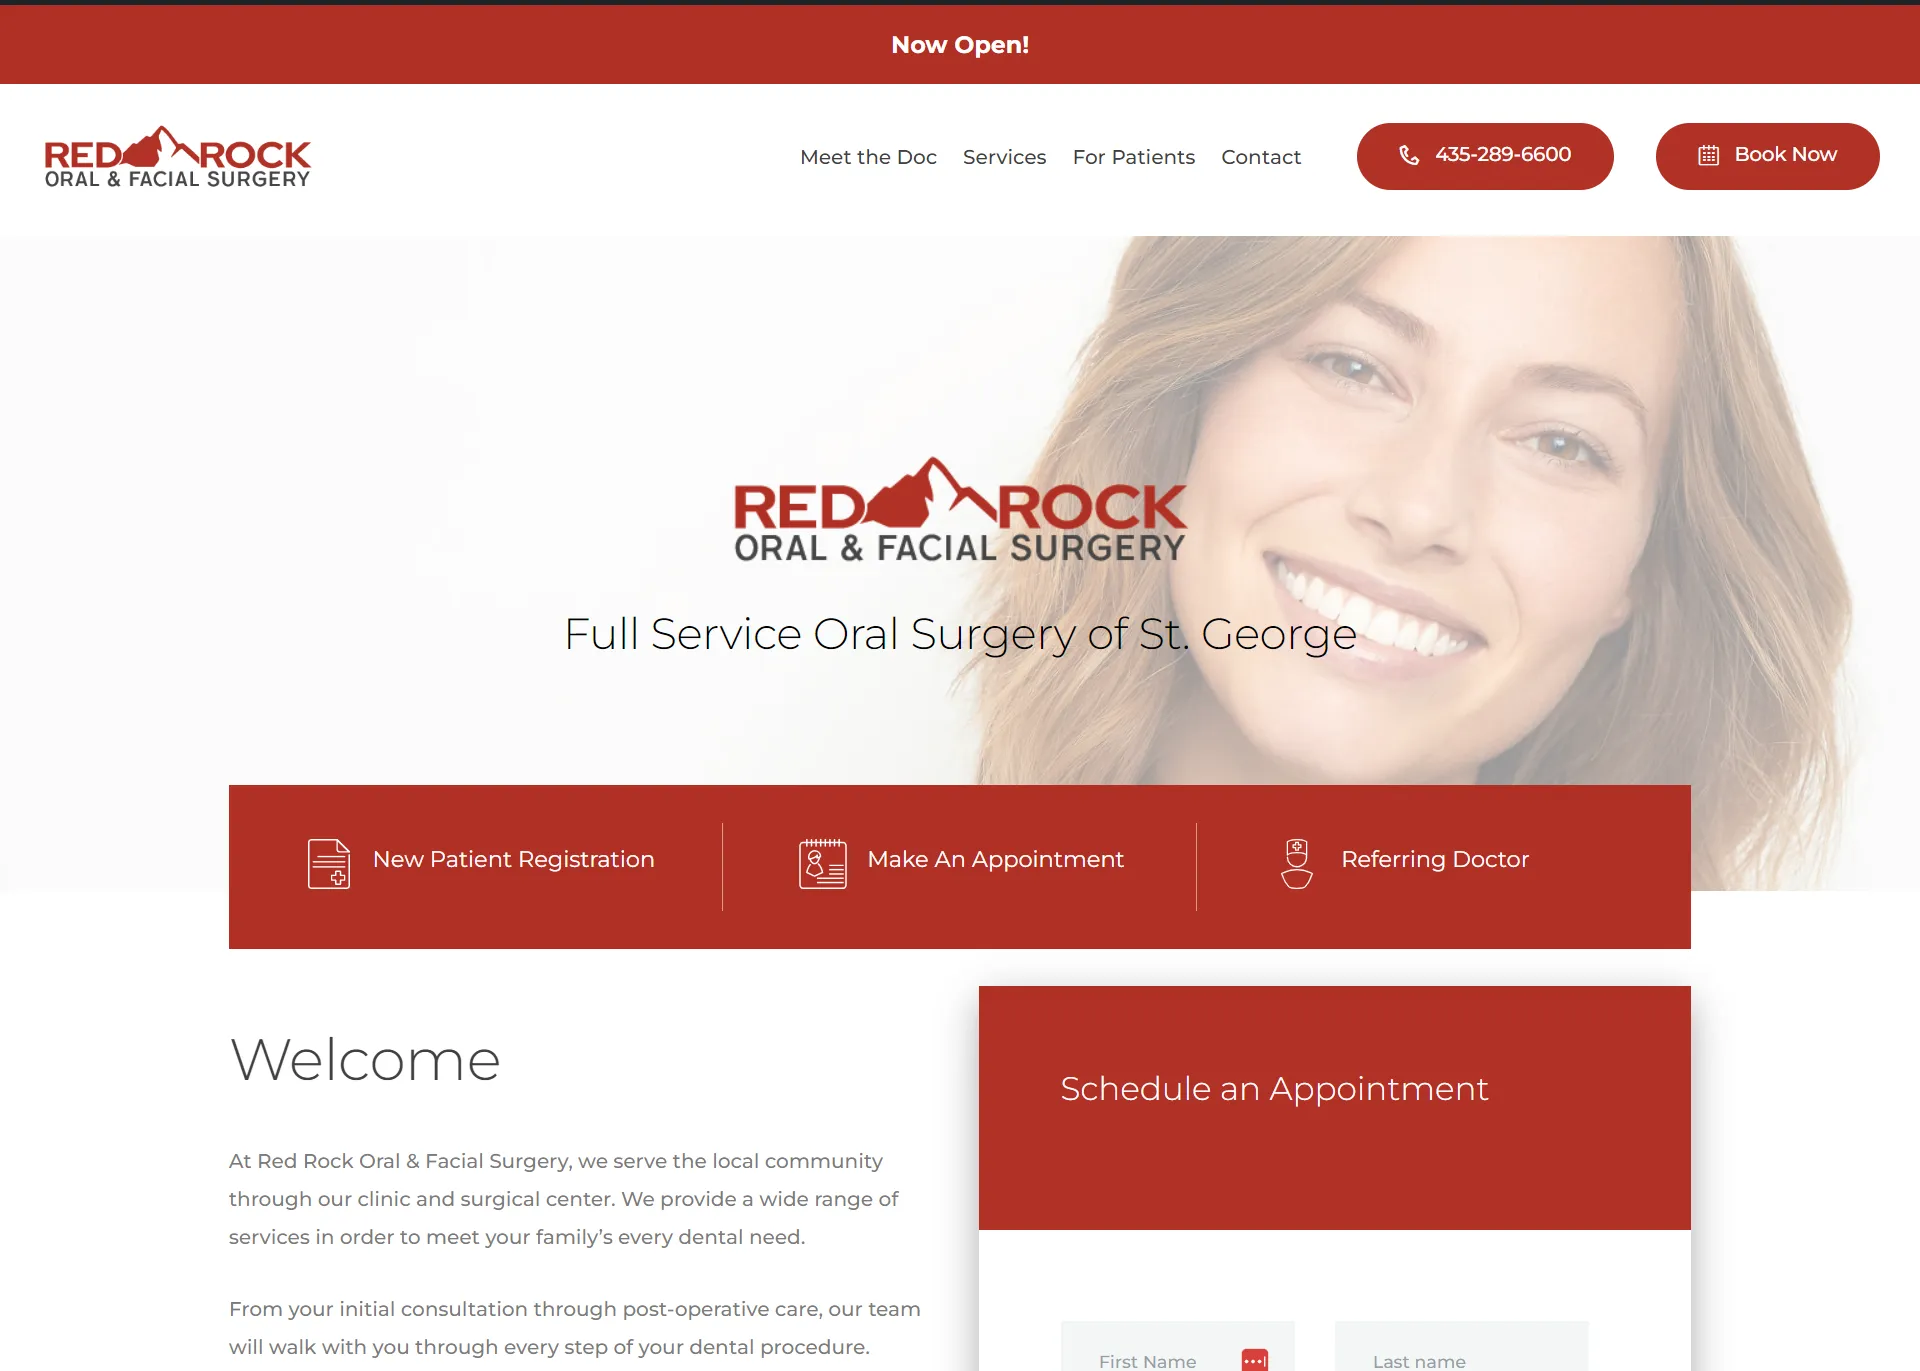 Now Open!
RED ROCK
ORAL & FACIAL SURGERY
Meet the Doc
Services
For Patients
Contact
435-289-6600
Book Now
RED ROCK
ORAL & FACIAL SURGERY
Full Service Oral Surgery of St. George
New Patient Registration
Make An Appointment
Referring Doctor
Welcome
At Red Rock Oral & Facial Surgery, we serve the local community
through our clinic and surgical center. We provide a wide range of
services in order to meet your family’s every dental need.
From your initial consultation through post-operative care, our team
will walk with you through every step of your dental procedure.
Schedule an Appointment
First Name
Last name